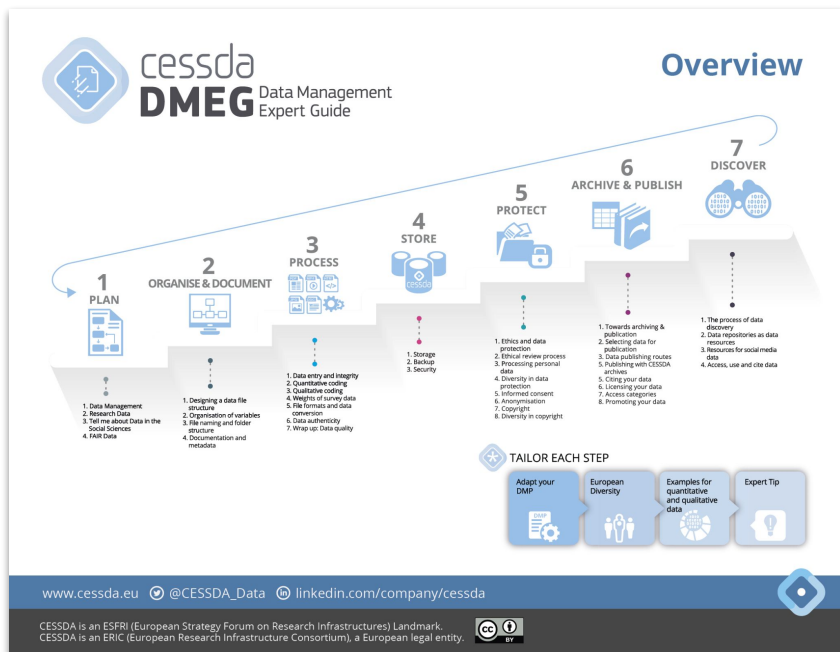 cessda
DMEG Data Management
Expert Guide
Overview
1
PLAN
1. Data Management
2. Research Data
3. Tell me about Data in the
Social Sciences
4. FAIR Data
2
ORGANISE & DOCUMENT
1. Designing a data file
structure
2. Organisation of variables
3. File naming and folder
structure
4. Documentation and
metadata
3
PROCESS
1. Data entry and integrity
2. Quantitative coding
3. Qualitative coding
4. Weights of survey data
5. File formats and data
conversion
6. Data authenticity
7. Wrap up: Data quality
4
STORE
cessda
1. Storage
2. Backup
3. Security
5
PROTECT
1. Ethics and data
protection
2. Ethical review process
3. Processing personal
data
4. Diversity in data
protection
5. Informed consent
6. Anonymisation
7. Copyright
8. Diversity in copyright
6
ARCHIVE & PUBLISH
1. Towards archiving &
publication
2. Selecting data for
publication
3. Data publishing routes
5. Publishing with CESSDA
archives
5. Citing your data
6. Licensing your data
7. Access categories
8. Promoting your data
7
DISCOVER
1. The process of data
discovery
2. Data repositories as data
resources
3. Resources for social media
data
4. Access, use and cite data
TAILOR EACH STEP
Adapt your
DMP
DMP
European
Diversity
Examples for
quantitative
and qualitative
data
Expert Tip
www.cessda.eu @CESSDA_Data linkedin.com/company/cessda
CESSDA is an ESFRI (European Strategy Forum on Research Infrastructures) Landmark.
CESSDA is an ERIC (European Research Infrastructure Consortium), a European legal entity.
CC BY